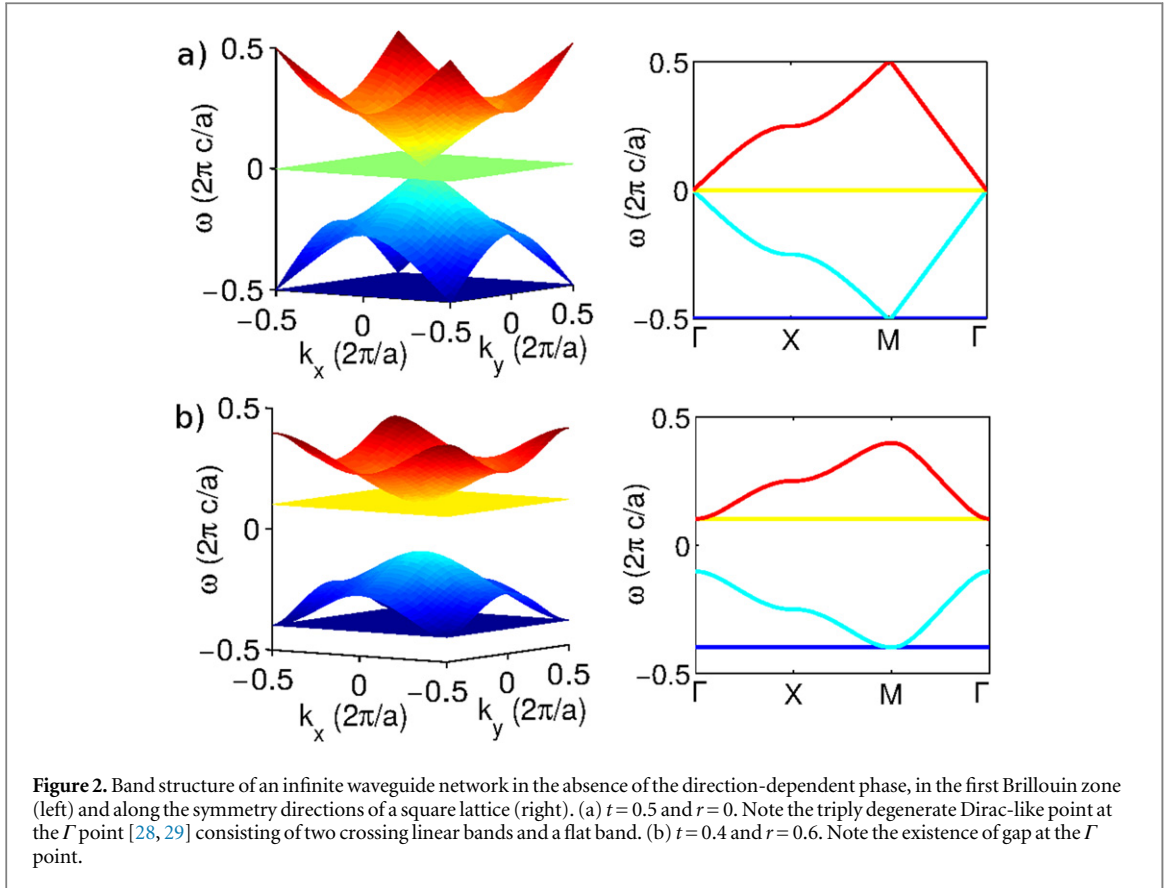 a)
0.5
0
−0.5
ω (2π c/a)
−0.5
0
−0.5
0
0.5
k_x (2π/a)
k_y (2π/a)
0.5
0
−0.5
ω (2π c/a)
Γ X M Γ
b)
0.5
0
−0.5
ω (2π c/a)
−0.5
0
−0.5
0
0.5
k_x (2π/a)
k_y (2π/a)
0.5
0
−0.5
ω (2π c/a)
Γ X M Γ
Figure 2. Band structure of an infinite waveguide network in the absence of the direction-dependent phase, in the first Brillouin zone
(left) and along the symmetry directions of a square lattice (right). (a) t = 0.5 and r = 0. Note the triply degenerate Dirac-like point at
the Γ point [28, 29] consisting of two crossing linear bands and a flat band. (b) t = 0.4 and r = 0.6. Note the existence of gap at the Γ
point.